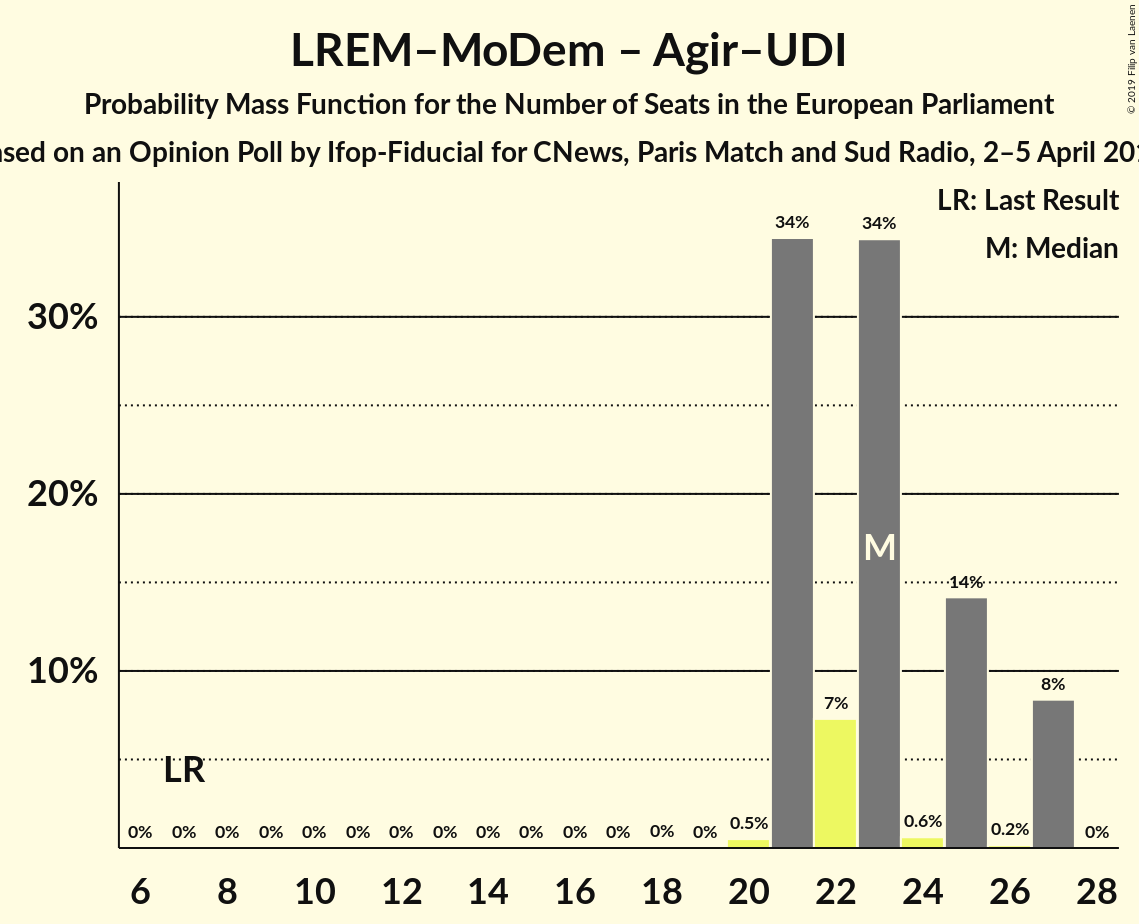 LREM–MoDem – Agir–UDI
Probability Mass Function for the Number of Seats in the European Parliament
on an Opinion Poll by Ifop-Fiducial for CNews, Paris Match and Sud Radio, 2–5 April
© 2019 Filip van Laenen
LR: Last Result
M: Median
34% 34%
30%
20%
M
14%
10%
8%
7%
LR
0% 0% 0% 0% 0% 0% 0% 0% 0% 0% 0% 0% 0% 0% 0.5% 0.6% 0.2% 0%
6 8 10 12 14 16 18 20 22 24 26 28